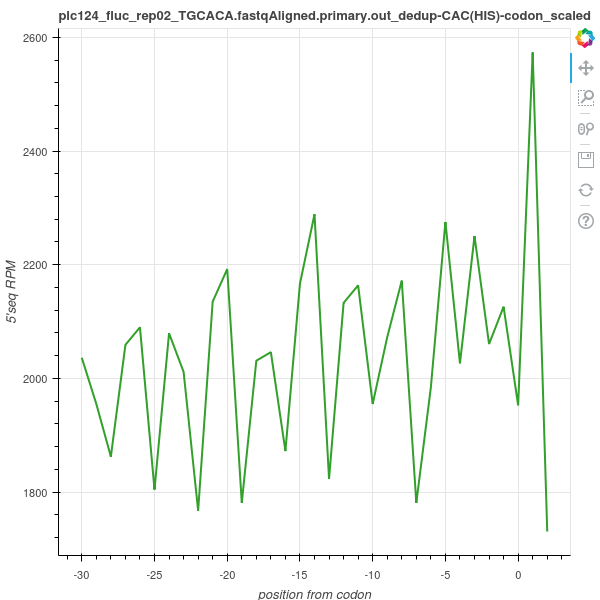 plc124_fluc_rep02_TGCACA.fastqAligned.primary.out_dedup-CAC(HIS)-codon_scaled
2600
2400
2200
2000
1800
5'seq RPM
-30 -25 -20 -15 -10 -5 0
position from codon